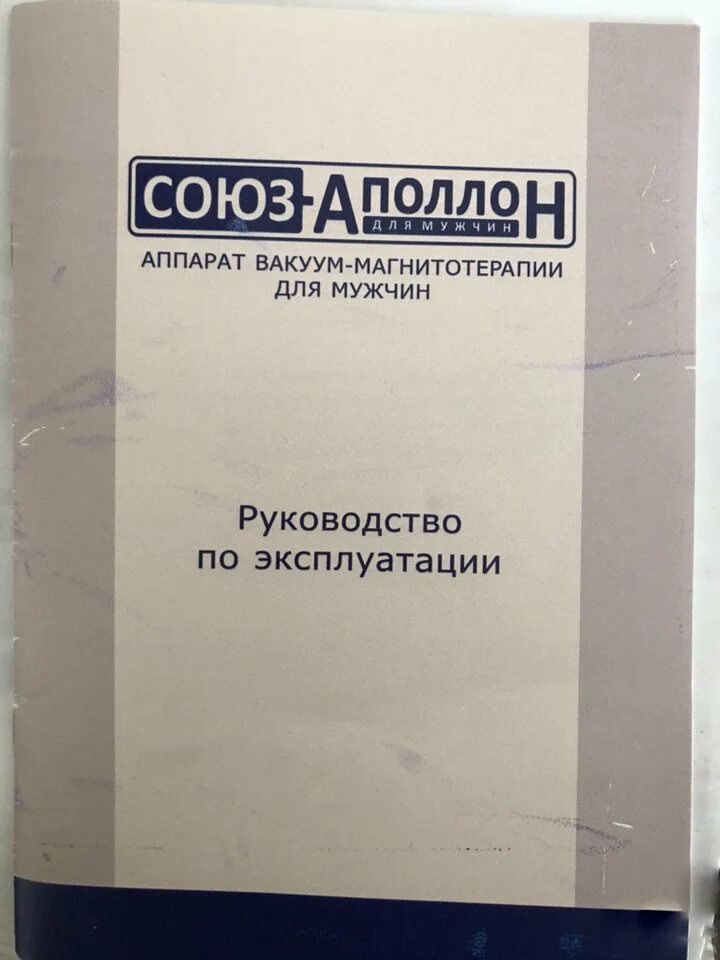 СОЮЗ-АПОЛЛОН
ДЛЯ МУЖЧИН
АППАРАТ ВАКУУМ-МАГНИТОТЕРАПИИ
ДЛЯ МУЖЧИН
Руководство
по эксплуатации